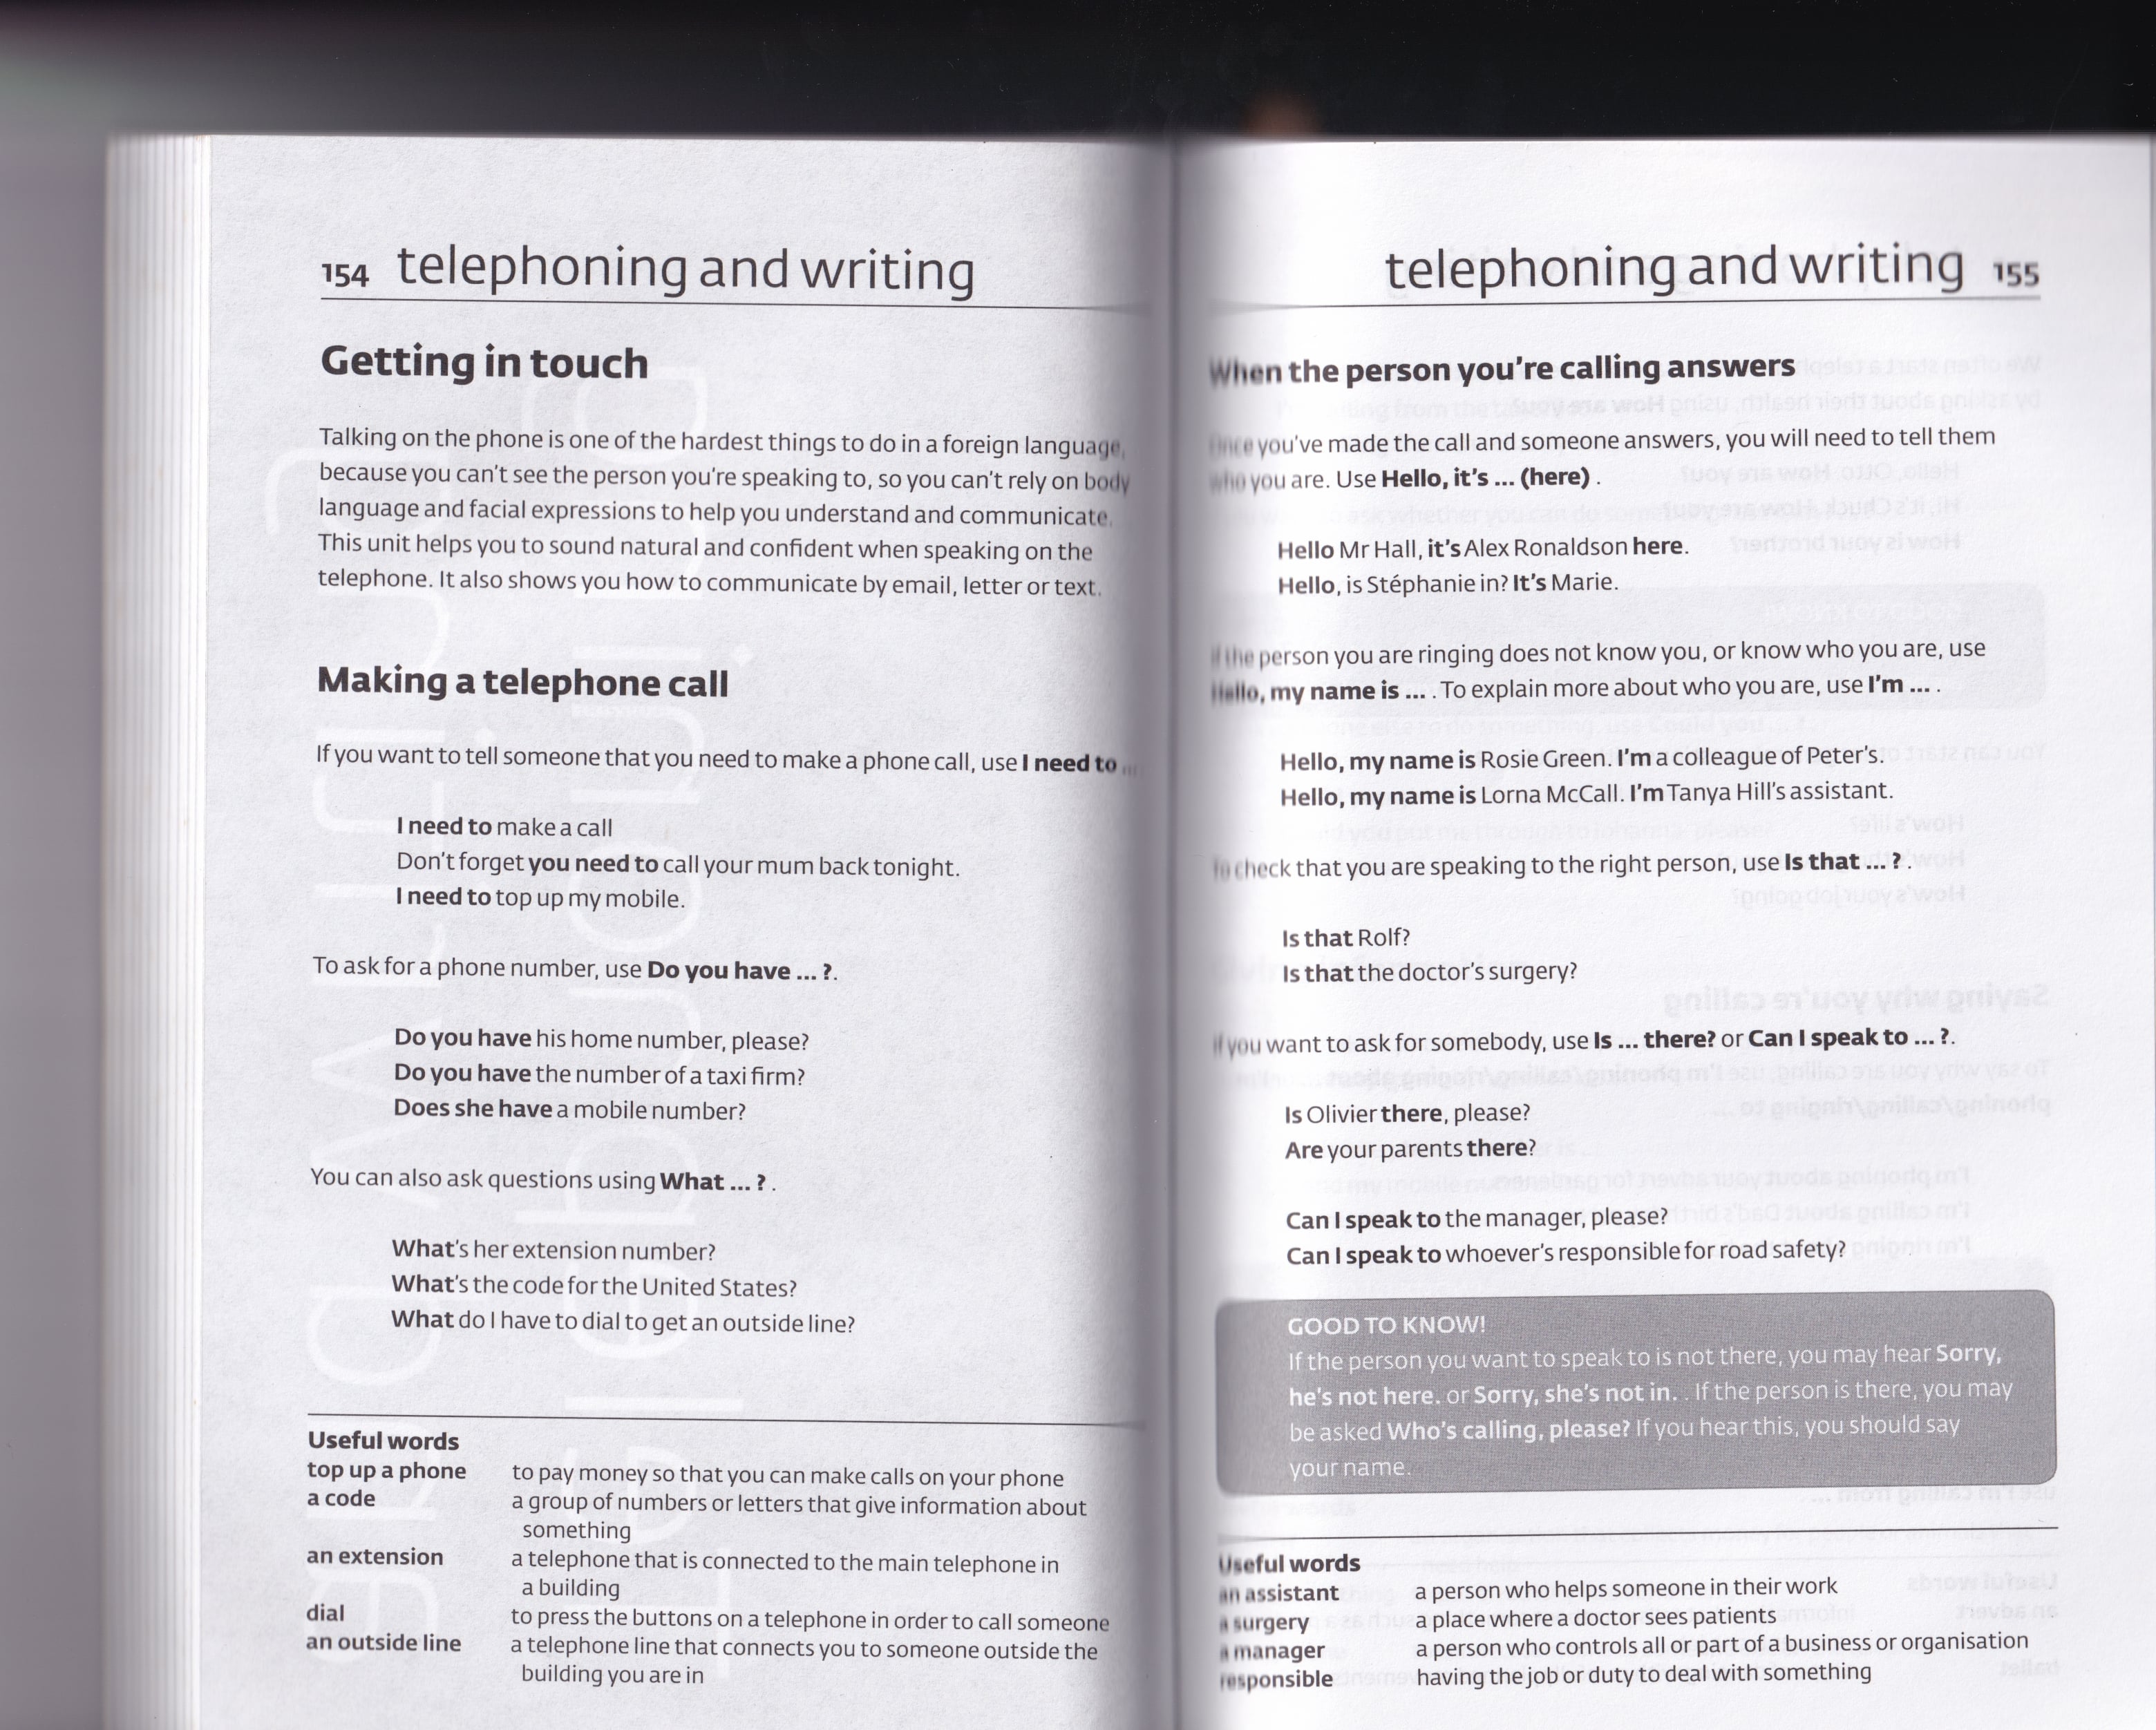 154 telephoning and writing
Getting in touch
Talking on the phone is one of the hardest things to do in a foreign language,
because you can't see the person you're speaking to, so you can't rely on body
language and facial expressions to help you understand and communicate.
This unit helps you to sound natural and confident when speaking on the
telephone. It also shows you how to communicate by email, letter or text.
Making a telephone call
If you want to tell someone that you need to make a phone call, use I need to ...
I need to make a call
Don't forget you need to call your mum back tonight.
I need to top up my mobile.
To ask for a phone number, use Do you have ... ?.
Do you have his home number, please?
Do you have the number of a taxi firm?
Does she have a mobile number?
You can also ask questions using What ... ? .
What's her extension number?
What's the code for the United States?
What do I have to dial to get an outside line?
Useful words
top up a phone to pay money so that you can make calls on your phone
a code a group of numbers or letters that give information about
something
an extension a telephone that is connected to the main telephone in
a building
dial to press the buttons on a telephone in order to call someone
an outside line a telephone line that connects you to someone outside the
building you are in
telephoning and writing 155
When the person you're calling answers
Once you've made the call and someone answers, you will need to tell them
who you are. Use Hello, it's ... (here) .
Hello Mr Hall, it's Alex Ronaldson here.
Hello, is Stéphanie in? It's Marie.
If the person you are ringing does not know you, or know who you are, use
Hello, my name is ... . To explain more about who you are, use I'm ... .
Hello, my name is Rosie Green. I'm a colleague of Peter's.
Hello, my name is Lorna McCall. I'm Tanya Hill's assistant.
To check that you are speaking to the right person, use Is that ... ? .
Is that Rolf?
Is that the doctor's surgery?
If you want to ask for somebody, use Is ... there? or Can I speak to ... ?.
Is Olivier there, please?
Are your parents there?
Can I speak to the manager, please?
Can I speak to whoever's responsible for road safety?
GOOD TO KNOW!
If the person you want to speak to is not there, you may hear Sorry,
he's not here. or Sorry, she's not in. . If the person is there, you may
be asked Who's calling, please? If you hear this, you should say
your name.
Useful words
an assistant a person who helps someone in their work
a surgery a place where a doctor sees patients
a manager a person who controls all or part of a business or organisation
responsible having the job or duty to deal with something